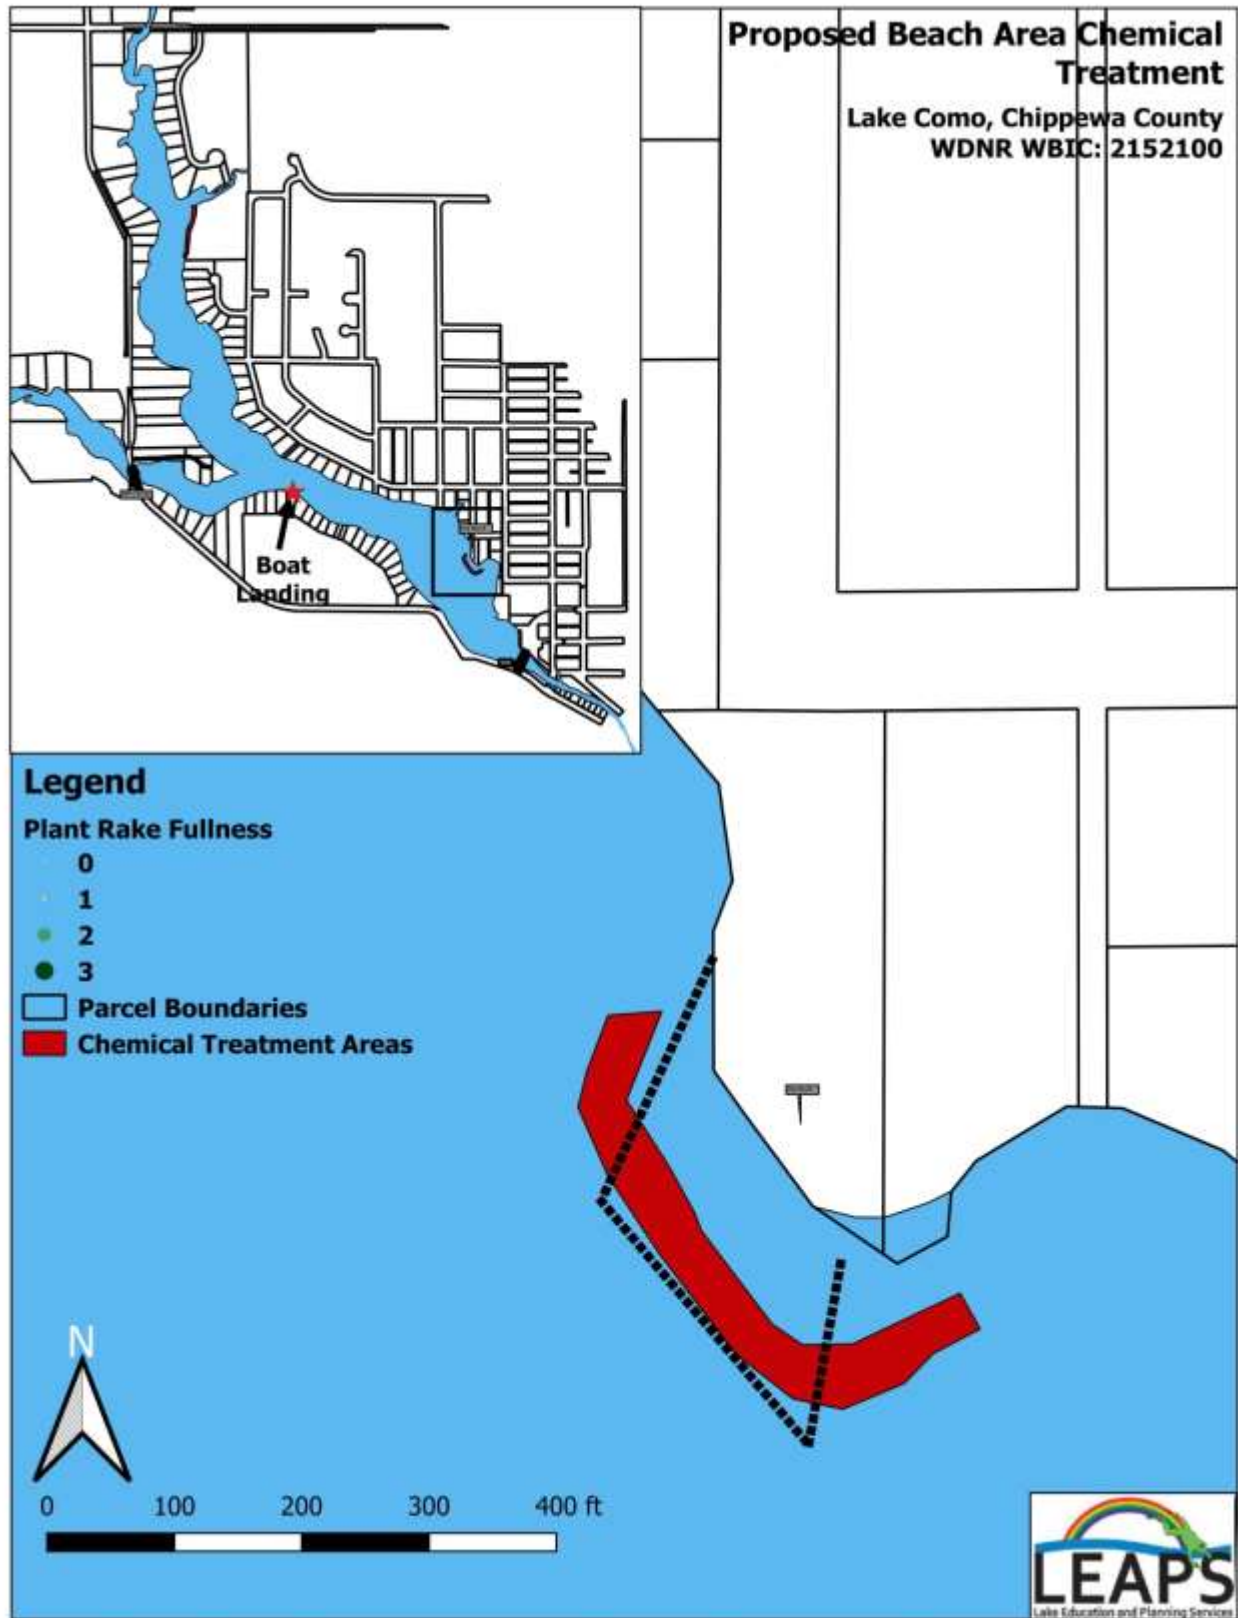 Proposed Beach Area Chemical
Treatment
Lake Como, Chippewa County
WDNR WBIC: 2152100
Boat
Landing
Legend
Plant Rake Fullness
0
1
2
3
Parcel Boundaries
Chemical Treatment Areas
N
0 100 200 300 400 ft
LEAPS
Lake Education and Planning Services